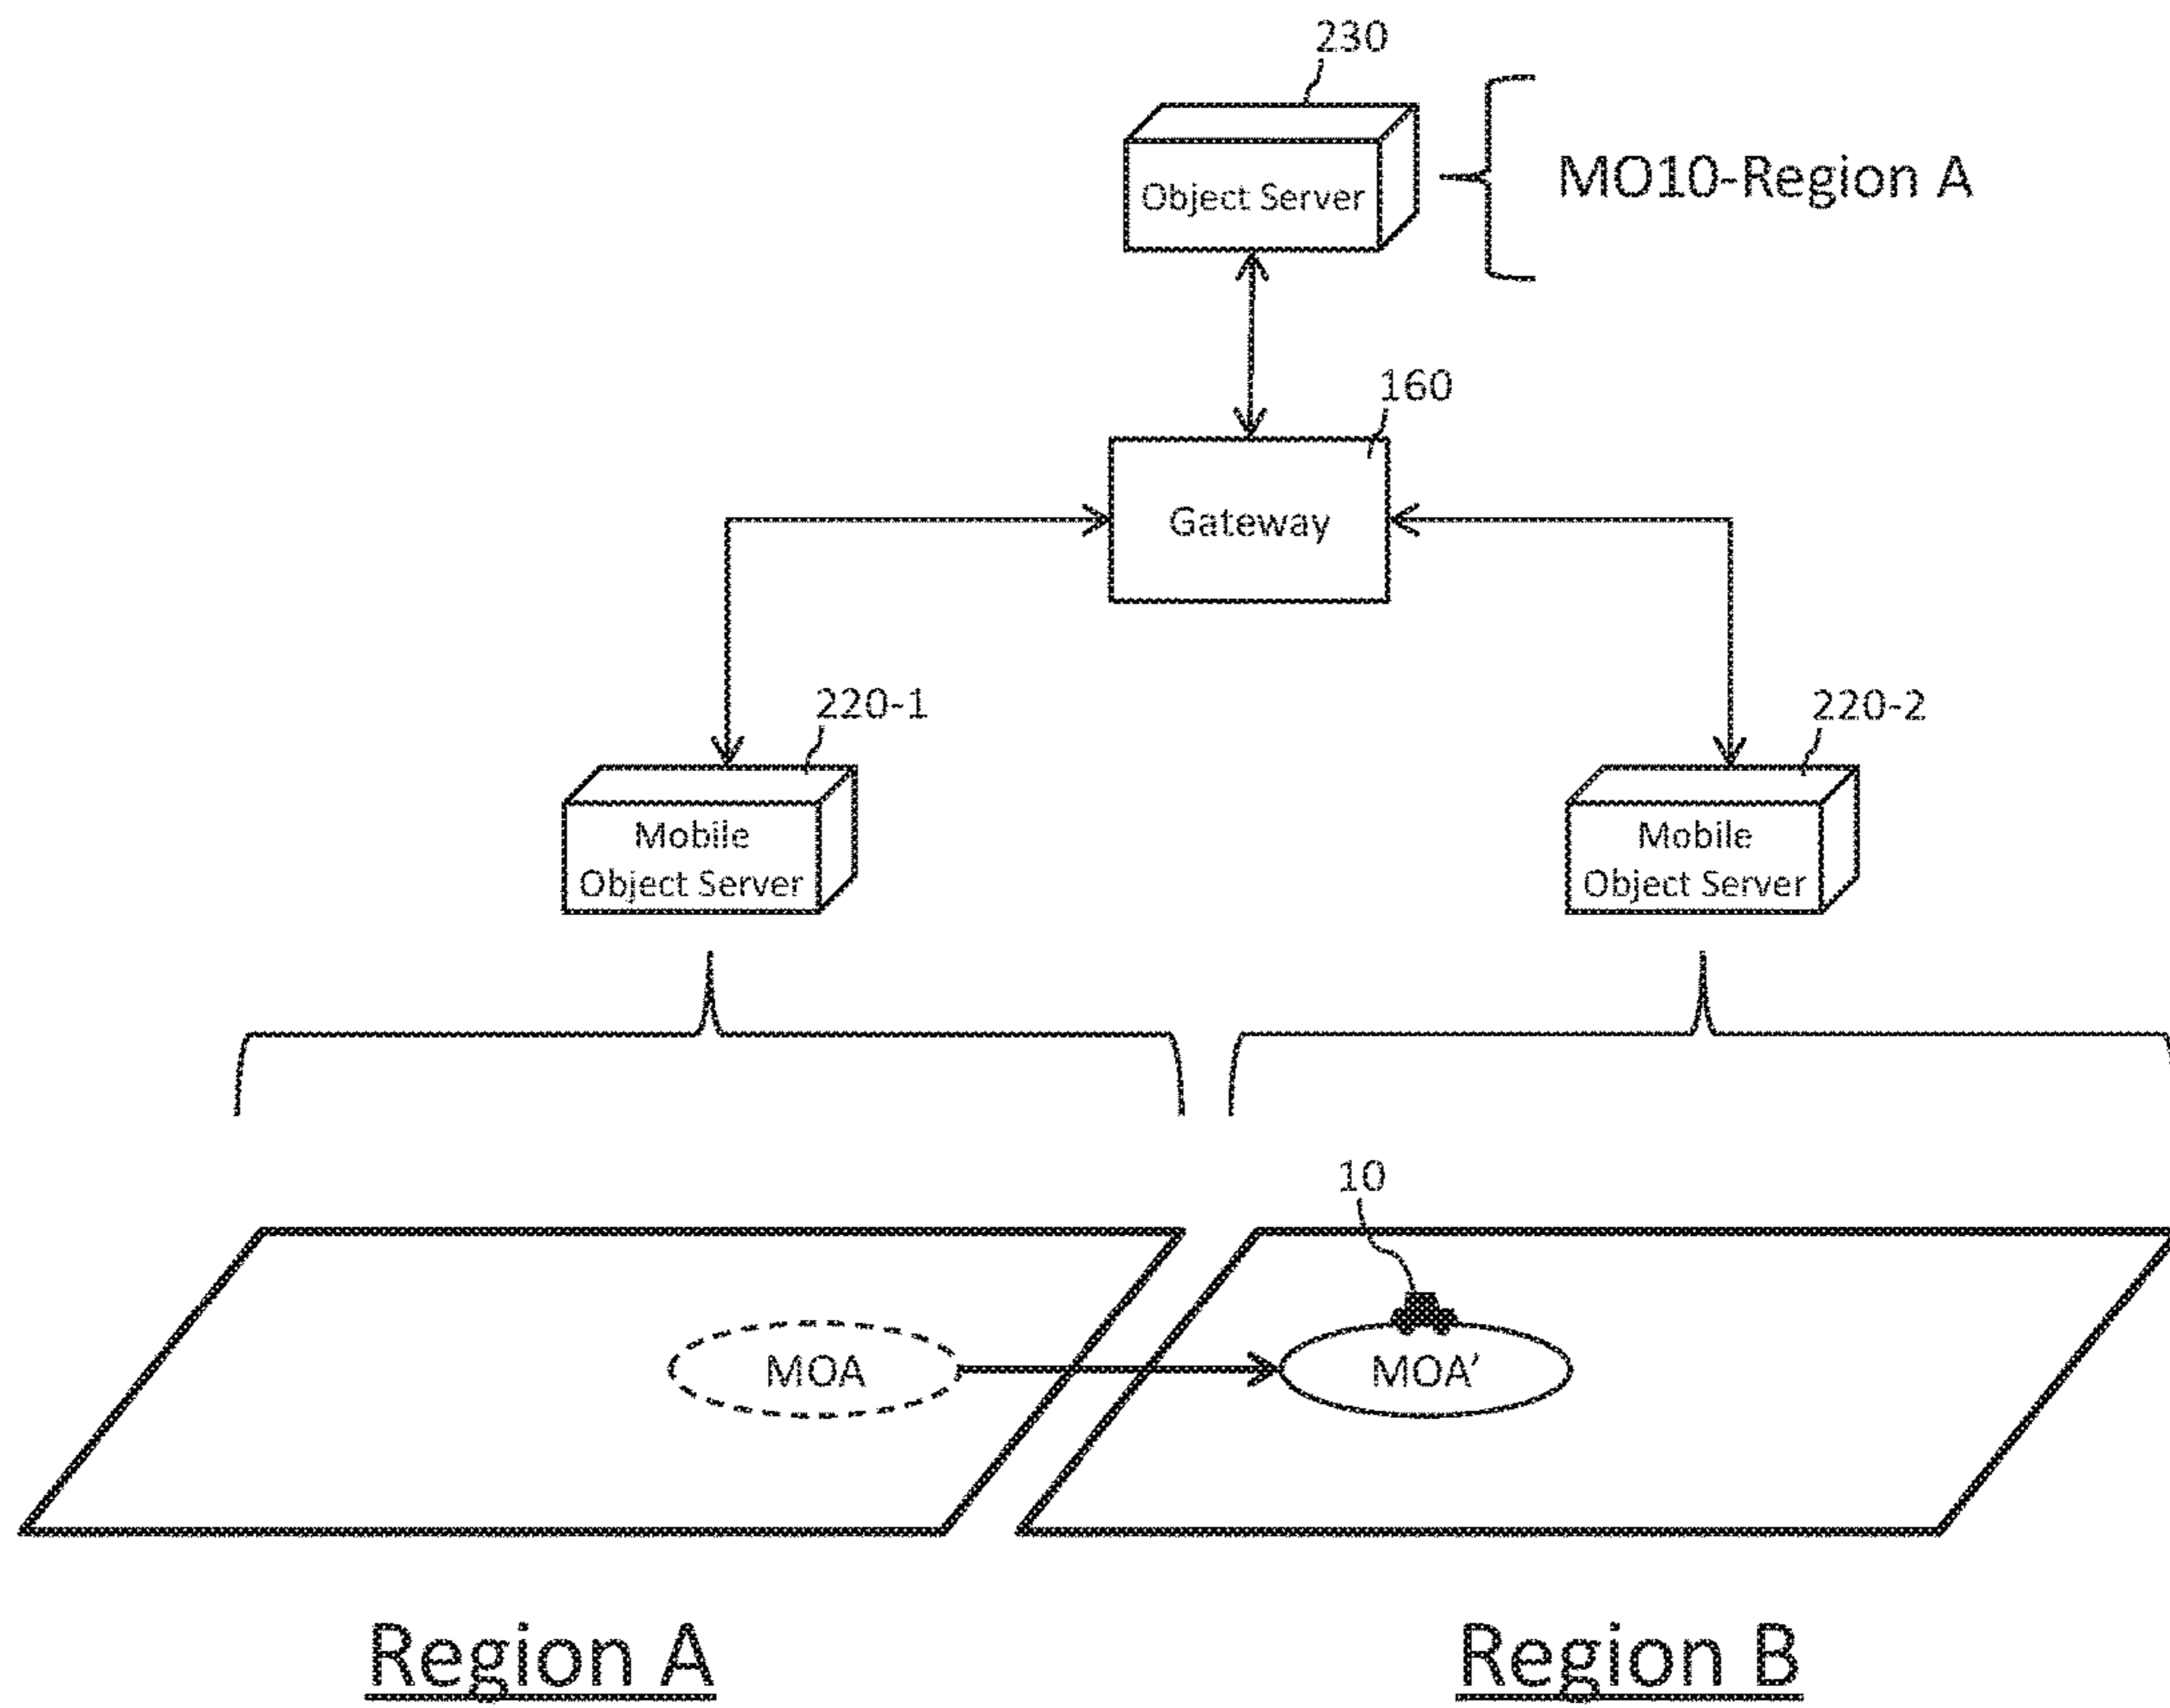 230
Object Server
MO10-Region A
160
Gateway
220-1
220-2
Mobile
Object Server
Mobile
Object Server
10
MOA
MOA'
Region A
Region B